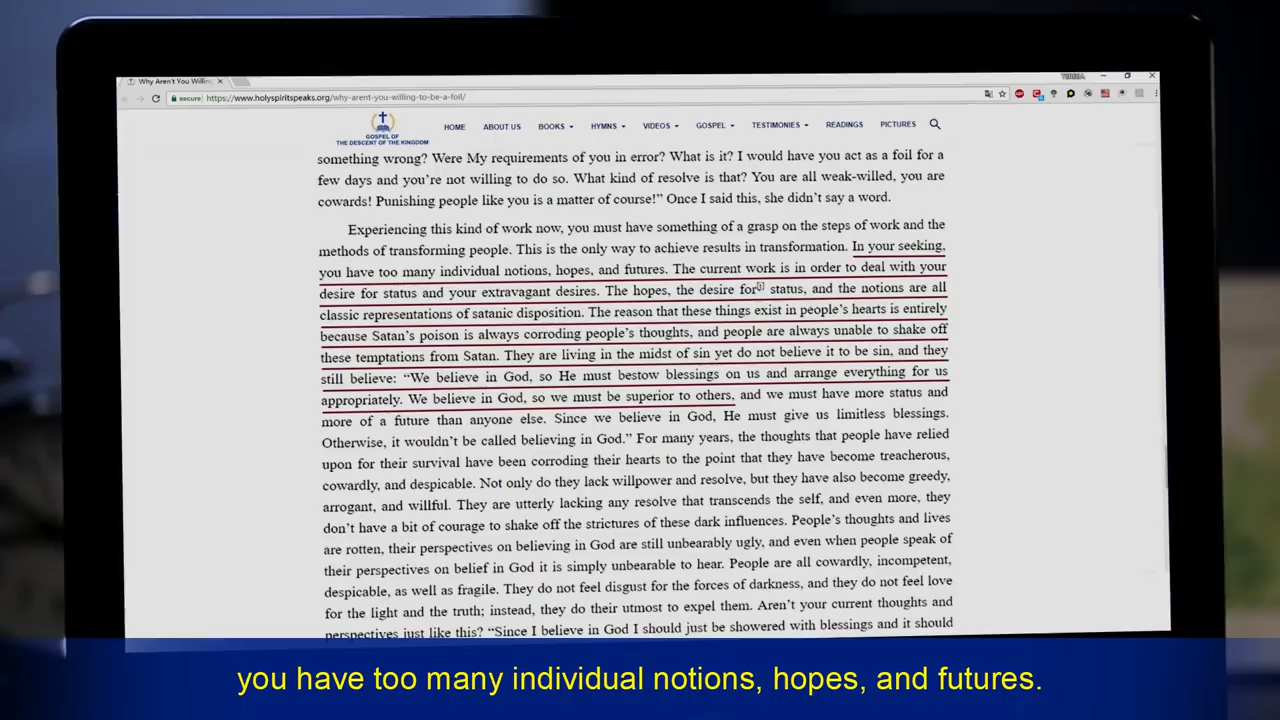 Why Aren't You Willin
secure https://www.holyspiritspeaks.org/why-arent-you-willing-to-be-a-foil/
GOSPEL OF
THE DESCENT OF THE KINGDOM
HOME ABOUT US BOOKS HYMNS VIDEOS GOSPEL TESTIMONIES READINGS PICTURES
something wrong? Were My requirements of you in error? What is it? I would have you act as a foil for a
few days and you're not willing to do so. What kind of resolve is that? You are all weak-willed, you are
cowards! Punishing people like you is a matter of course!” Once I said this, she didn't say a word.
Experiencing this kind of work now, you must have something of a grasp on the steps of work and the
methods of transforming people. This is the only way to achieve results in transformation. In your seeking,
you have too many individual notions, hopes, and futures. The current work is in order to deal with your
desire for status and your extravagant desires. The hopes, the desire for status, and the notions are all
classic representations of satanic disposition. The reason that these things exist in people's hearts is entirely
because Satan's poison is always corroding people's thoughts, and people are always unable to shake off
these temptations from Satan. They are living in the midst of sin yet do not believe it to be sin, and they
still believe: “We believe in God, so He must bestow blessings on us and arrange everything for us
appropriately. We believe in God, so we must be superior to others, and we must have more status and
more of a future than anyone else. Since we believe in God, He must give us limitless blessings.
Otherwise, it wouldn't be called believing in God.” For many years, the thoughts that people have relied
upon for their survival have been corroding their hearts to the point that they have become treacherous,
cowardly, and despicable. Not only do they lack willpower and resolve, but they have also become greedy,
arrogant, and willful. They are utterly lacking any resolve that transcends the self, and even more, they
don't have a bit of courage to shake off the strictures of these dark influences. People's thoughts and lives
are rotten, their perspectives on believing in God are still unbearably ugly, and even when people speak of
their perspectives on belief in God it is simply unbearable to hear. People are all cowardly, incompetent,
despicable, as well as fragile. They do not feel disgust for the forces of darkness, and they do not feel love
for the light and the truth; instead, they do their utmost to expel them. Aren't your current thoughts and
perspectives just like this? “Since I believe in God I should just be showered with blessings and it should
you have too many individual notions, hopes, and futures.